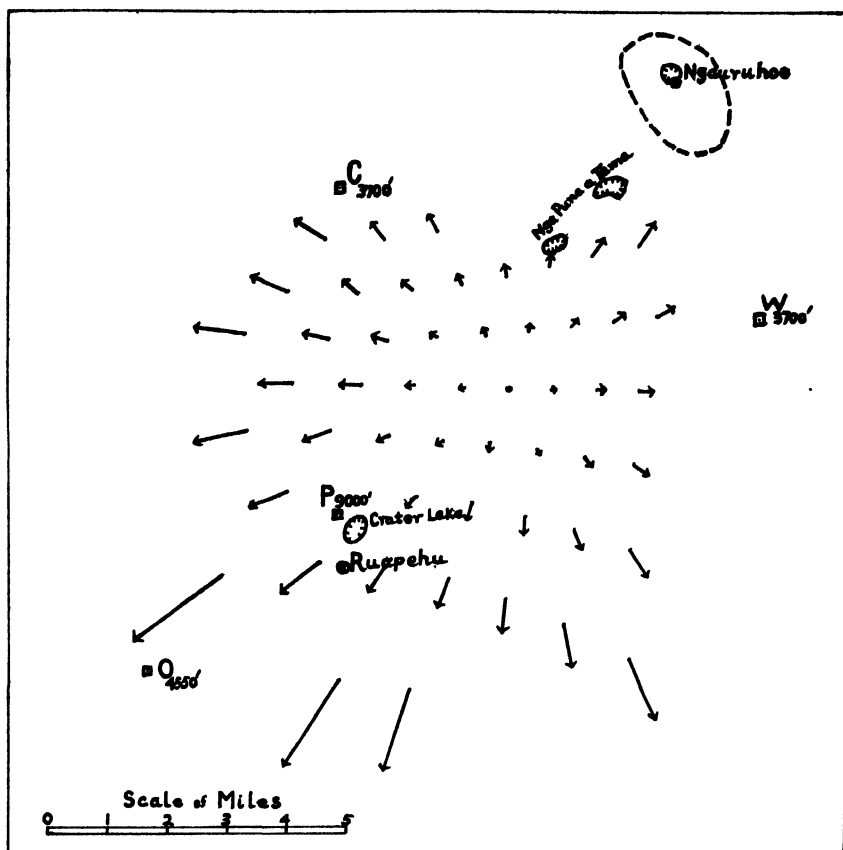 Ngauruhoe
Nga Puna a Tama
C 3700'
W 3700'
P 9000'
Crater Lake
Ruapehu
O 4550'
Scale of Miles
0 1 2 3 4 5